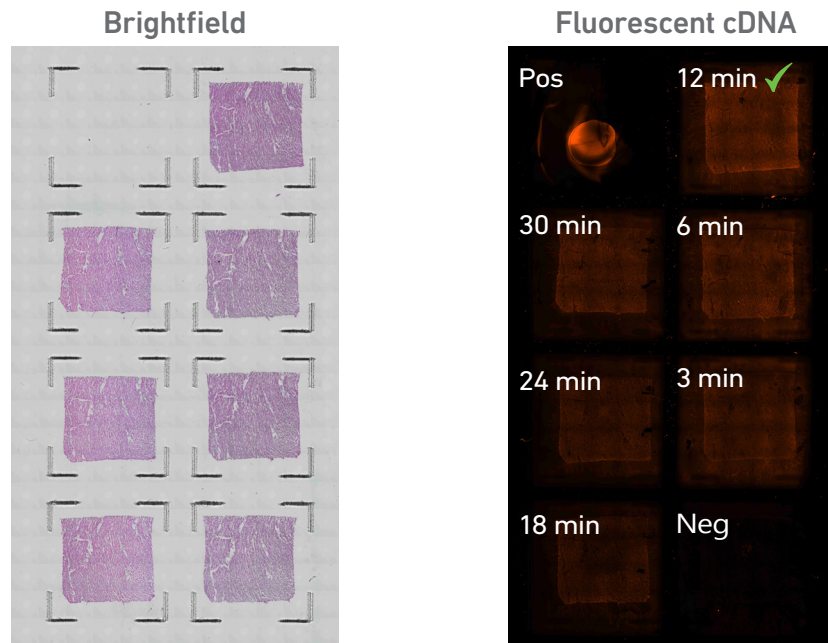 Brightfield
Fluorescent cDNA
Pos
12 min
30 min
6 min
24 min
3 min
18 min
Neg